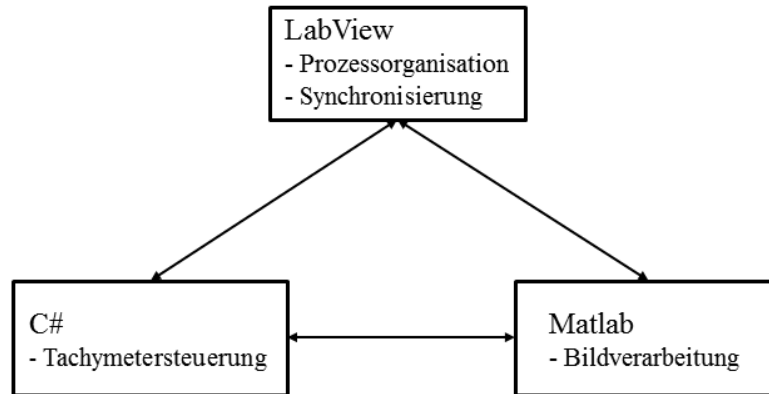 LabView
- Prozessorganisation
- Synchronisierung
C#
- Tachymetersteuerung
Matlab
- Bildverarbeitung